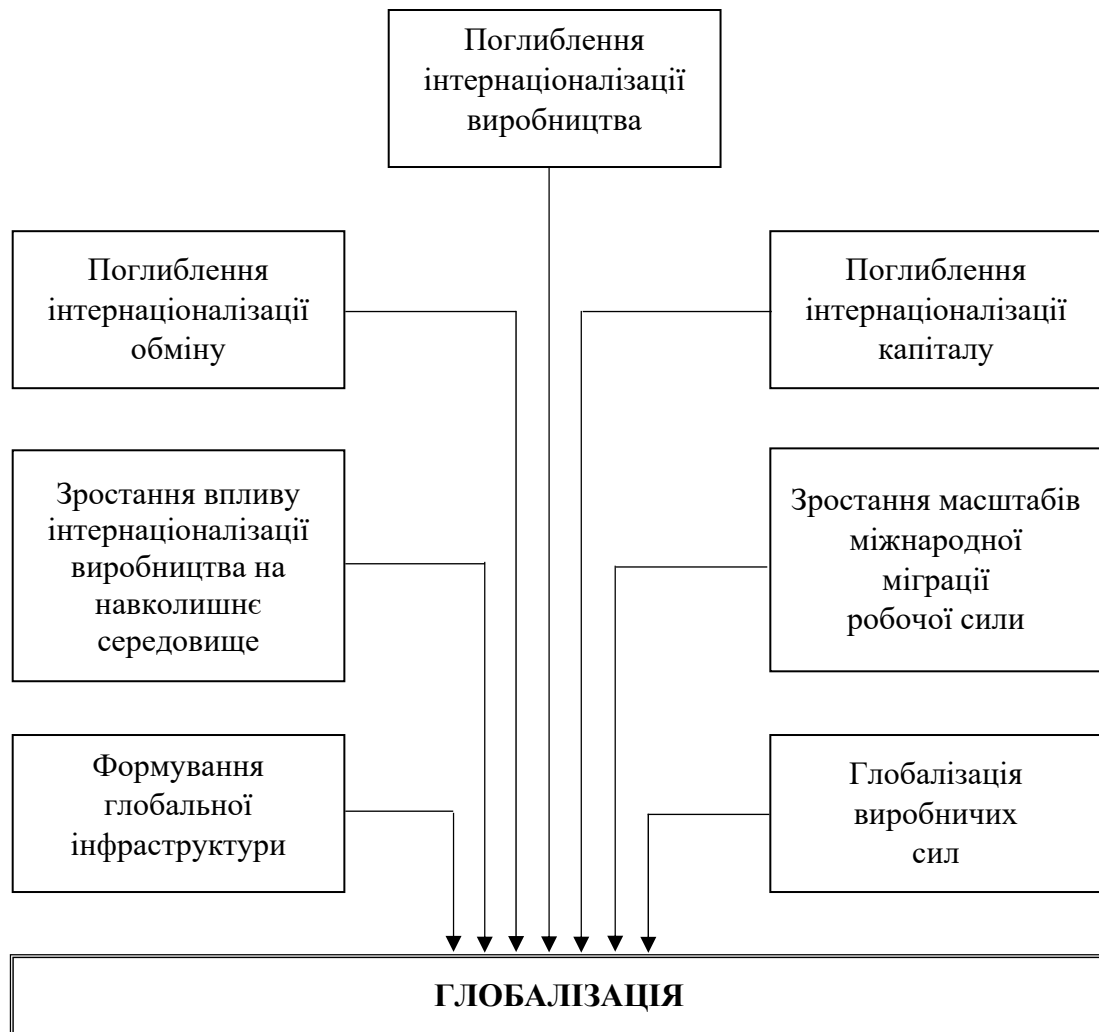 Поглиблення
інтернаціоналізації
виробництва
Поглиблення
інтернаціоналізації
обміну
Поглиблення
інтернаціоналізації
капіталу
Зростання впливу
інтернаціоналізації
виробництва на
навколишнє
середовище
Зростання масштабів
міжнародної
міграції
робочої сили
Формування
глобальної
інфраструктури
Глобалізація
виробничих
сил
ГЛОБАЛІЗАЦІЯ